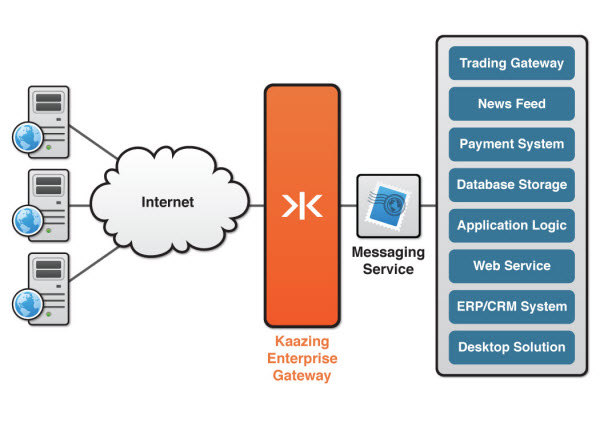 Internet
Kaazing
Enterprise
Gateway
Messaging
Service
Trading Gateway
News Feed
Payment System
Database Storage
Application Logic
Web Service
ERP/CRM System
Desktop Solution